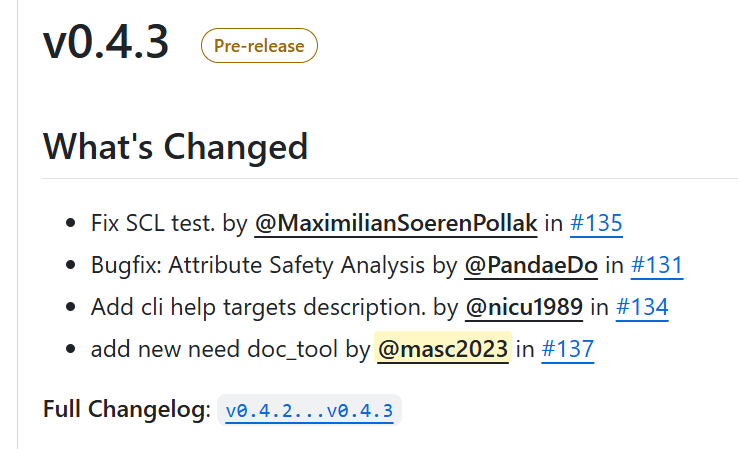 v0.4.3 Pre-release
What's Changed
Fix SCL test. by @MaximilianSoerenPollak in #135
Bugfix: Attribute Safety Analysis by @PandaeDo in #131
Add cli help targets description. by @nicu1989 in #134
add new need doc_tool by @masc2023 in #137
Full Changelog: v0.4.2...v0.4.3